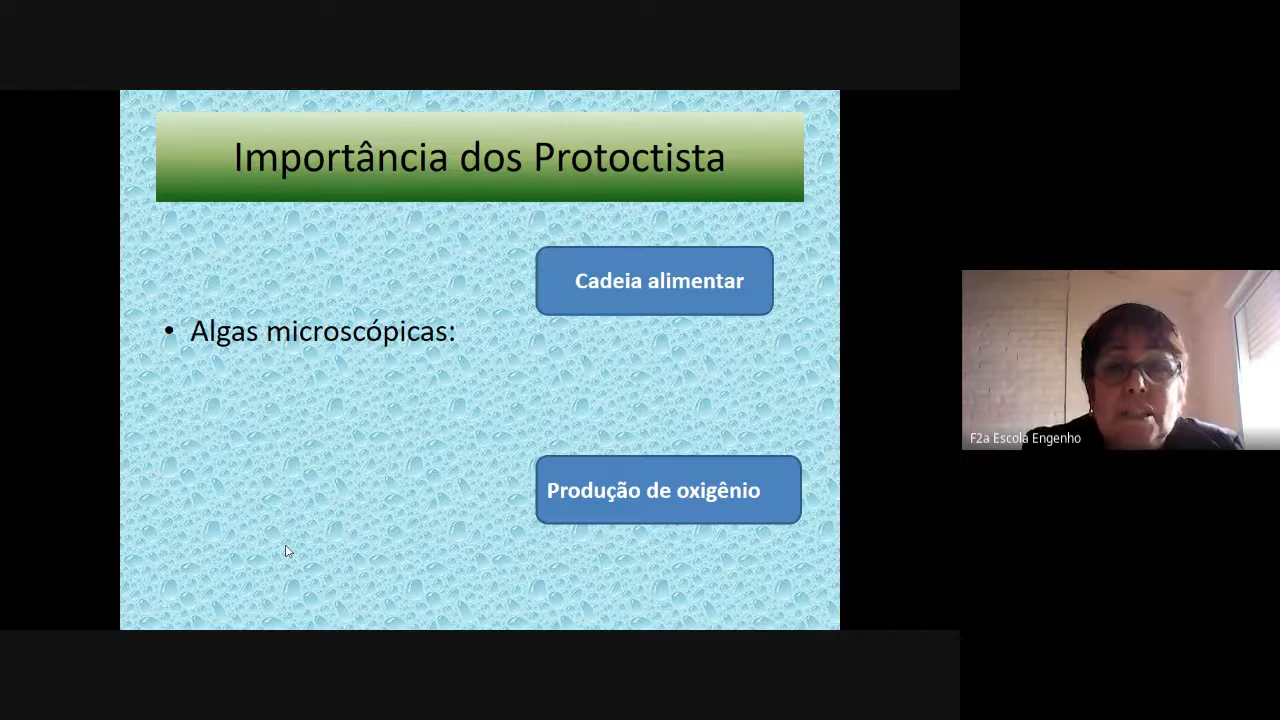 Importância dos Protoctista
Cadeia alimentar
• Algas microscópicas:
Produção de oxigênio
F2a Escola Engenho